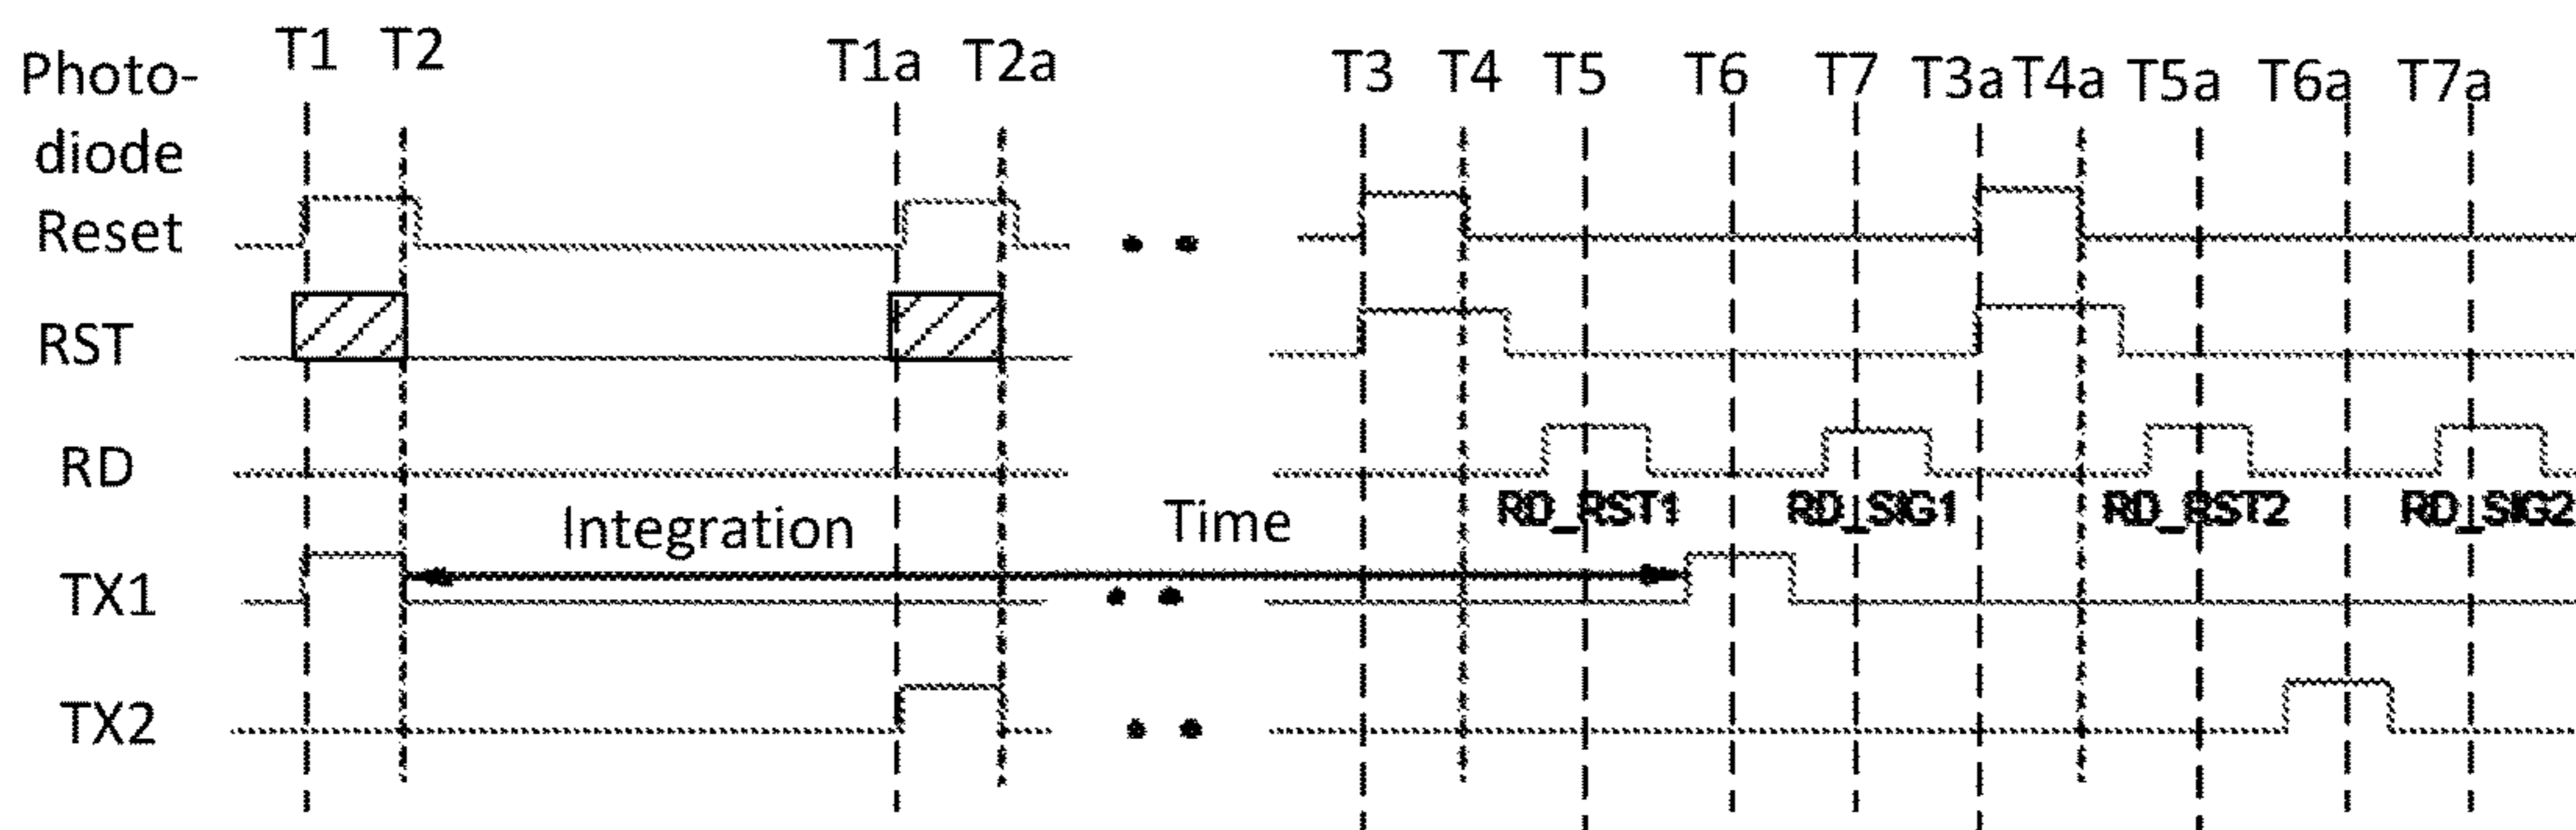 T1 T2 T1a T2a T3 T4 T5 T6 T7 T3a T4a T5a T6a T7a
Photo-
diode
Reset
RST
RD
RD_RST1 RD_SIG1 RD_RST2 RD_SIG2
Integration Time
TX1
TX2